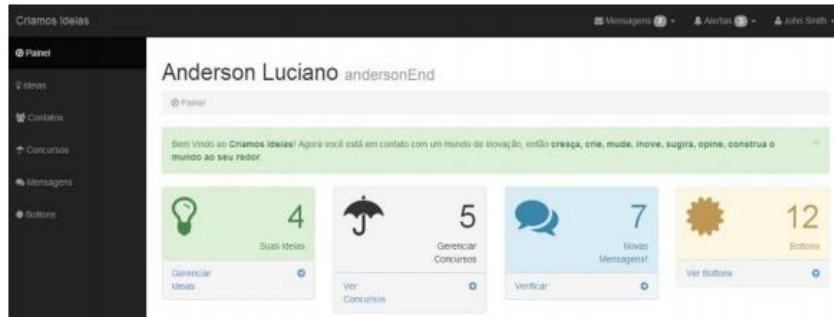 Criamos Ideias
Mensagens 7
Alertas 3
John Smith
Painel
Ideias
Contatos
Concursos
Mensagens
Bottons
Anderson Luciano andersonEnd
Painel
Bem Vindo ao Criamos Ideias! Agora você está em contato com um mundo de inovação, então cresça, crie, mude, inove, sugira, opine, construa o
mundo ao seu redor.
×
4
Suas Ideias
Gerenciar
Ideias
5
Gerenciar
Concursos
Ver
Concursos
7
Novas
Mensagens!
Verificar
12
Bottons
Ver Bottons